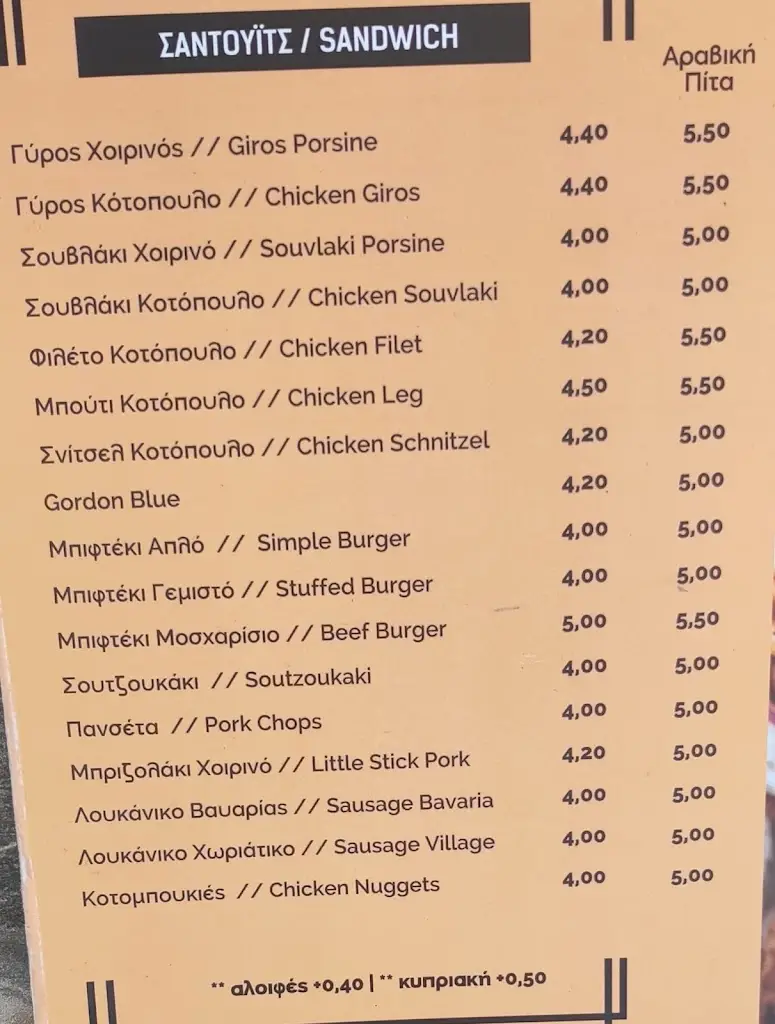 ΣΑΝΤΟΥΪΤΣ / SANDWICH
Αραβική
Πίτα
Γύρος Χοιρινός // Giros Porsine 4,40 5,50
Γύρος Κότοπουλο // Chicken Giros 4,40 5,50
Σουβλάκι Χοιρινό // Souvlaki Porsine 4,00 5,00
Σουβλάκι Κοτόπουλο // Chicken Souvlaki 4,00 5,00
Φιλέτο Κοτόπουλο // Chicken Filet 4,20 5,50
Μπούτι Κοτόπουλο // Chicken Leg 4,50 5,50
Σνίτσελ Κοτόπουλο // Chicken Schnitzel 4,20 5,00
Gordon Blue 4,20 5,00
Μπιφτέκι Απλό // Simple Burger 4,00 5,00
Μπιφτέκι Γεμιστό // Stuffed Burger 4,00 5,00
Μπιφτέκι Μοσχαρίσιο // Beef Burger 5,00 5,50
Σουτζουκάκι // Soutzoukaki 4,00 5,00
Πανσέτα // Pork Chops 4,00 5,00
Μπριζολάκι Χοιρινό // Little Stick Pork 4,20 5,00
Λουκάνικο Βαυαρίας // Sausage Bavaria 4,00 5,00
Λουκάνικο Χωριάτικο // Sausage Village 4,00 5,00
Κοτομπουκιές // Chicken Nuggets 4,00 5,00
** αλοιφές +0,40 | ** κυπριακή +0,50